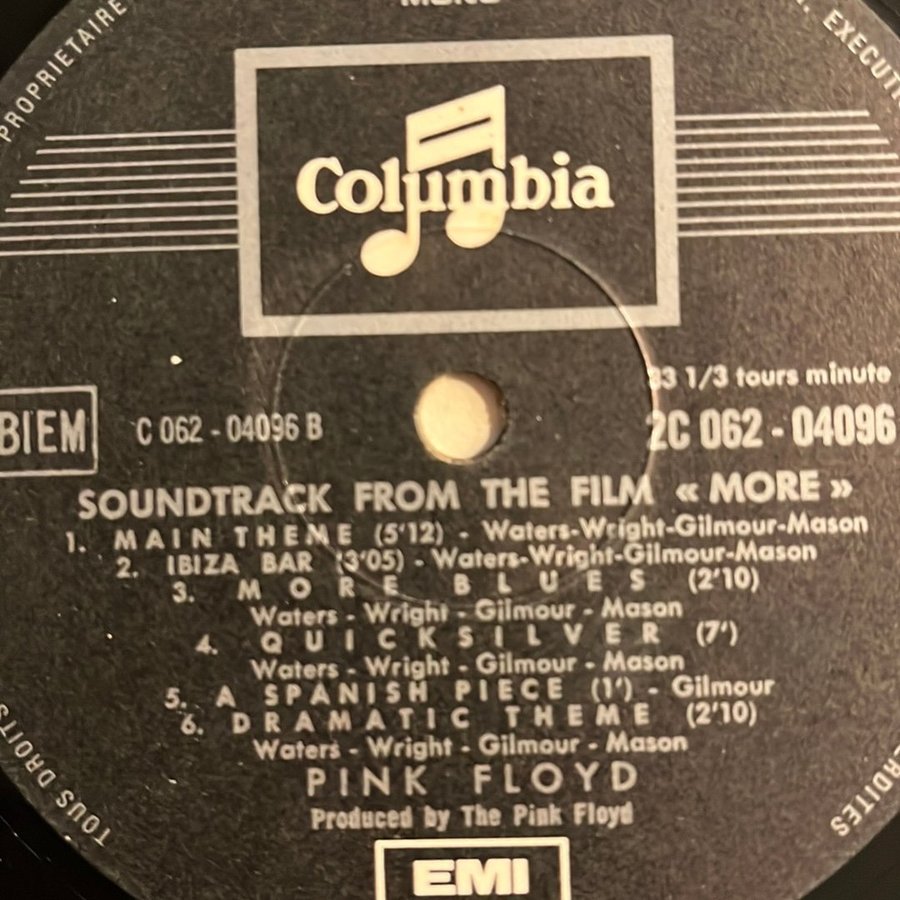 PROPRIETAIRE
Columbia
33 1/3 tours minute
BIEM
C 062 - 04096 B
2C 062 - 04096
SOUNDTRACK FROM THE FILM « MORE »
1. MAIN THEME (5'12) - Waters-Wright-Gilmour-Mason
2. IBIZA BAR (3'05) - Waters-Wright-Gilmour-Mason
3. MORE BLUES (2'10)
Waters - Wright - Gilmour - Mason
4. QUICKSILVER (7')
Waters - Wright - Gilmour - Mason
5. A SPANISH PIECE (1') - Gilmour
6. DRAMATIC THEME (2'10)
Waters - Wright - Gilmour - Mason
PINK FLOYD
Produced by The Pink Floyd
TOUS DROITS
EMI